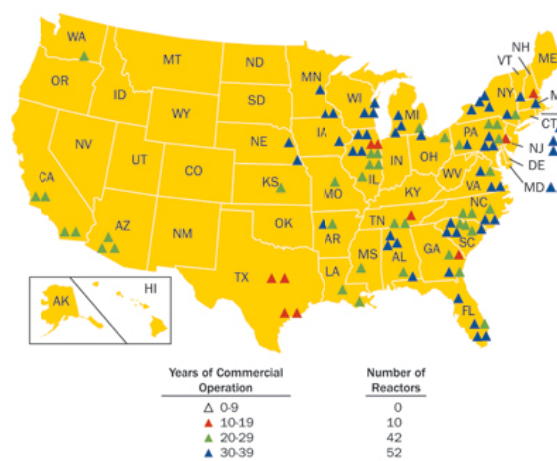 WA
MT
ND
MN
OR
ID
SD
WI
MI
NY
VT
NH
ME
M
CT
WY
NE
IA
PA
NJ
DE
MD
NV
UT
CO
KS
MO
IL
IN
OH
WV
VA
KY
CA
AZ
NM
OK
AR
TN
NC
SC
TX
LA
MS
AL
GA
FL
AK
HI
Years of Commercial Operation
Number of Reactors
△ 0-9 0
▲ 10-19 10
▲ 20-29 42
▲ 30-39 52